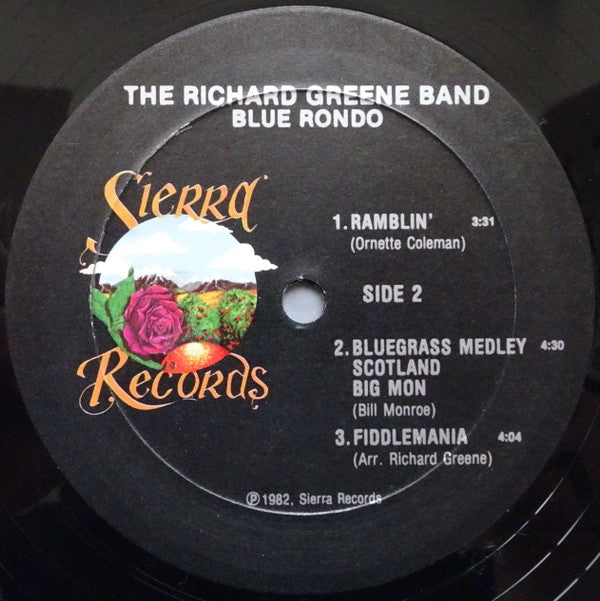 THE RICHARD GREENE BAND
BLUE RONDO
Sierra
Records
1. RAMBLIN' 3:31
(Ornette Coleman)
SIDE 2
2. BLUEGRASS MEDLEY 4:30
SCOTLAND
BIG MON
(Bill Monroe)
3. FIDDLEMANIA 4:04
(Arr. Richard Greene)
℗ 1982, Sierra Records